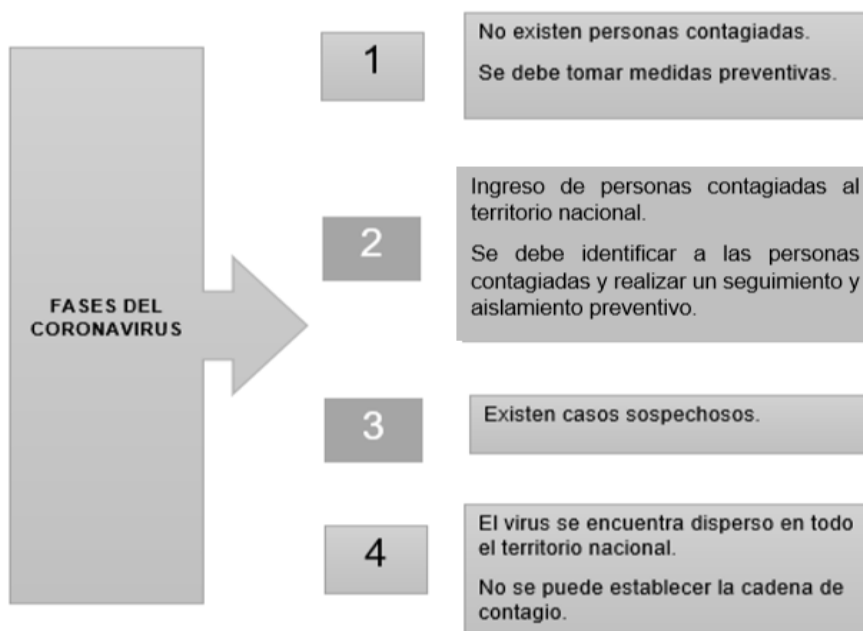 FASES DEL
CORONAVIRUS
1
No existen personas contagiadas.
Se debe tomar medidas preventivas.
2
Ingreso de personas contagiadas al
territorio nacional.
Se debe identificar a las personas
contagiadas y realizar un seguimiento y
aislamiento preventivo.
3
Existen casos sospechosos.
4
El virus se encuentra disperso en todo
el territorio nacional.
No se puede establecer la cadena de
contagio.